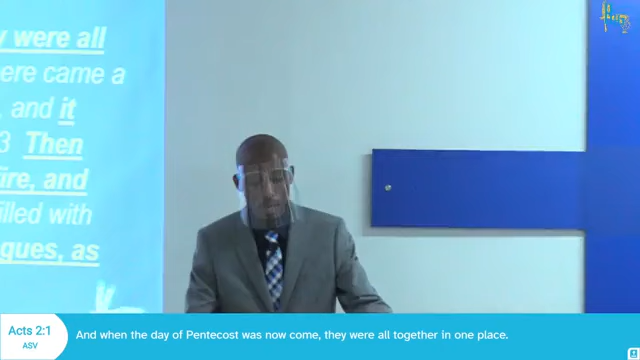 y were all
ere came a
, and it
3 Then
ire, and
illed with
gues, as
Acts 2:1
ASV
And when the day of Pentecost was now come, they were all together in one place.